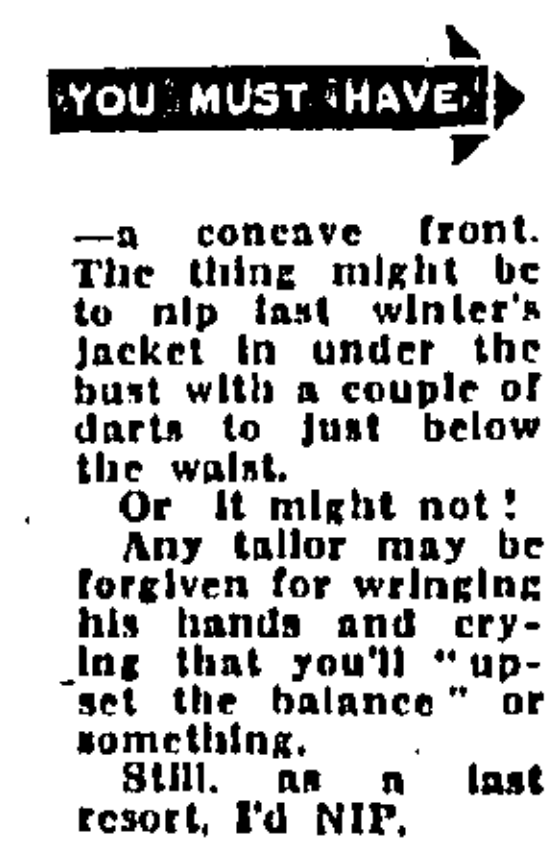 YOU MUST HAVE
—a concave front.
The thing might be
to nip last winter's
jacket in under the
bust with a couple of
darts to just below
the waist.
Or it might not!
Any tailor may be
forgiven for wringing
his hands and cry-
ing that you'll "up-
set the balance" or
something.
Still, as a last
resort, I'd NIP.